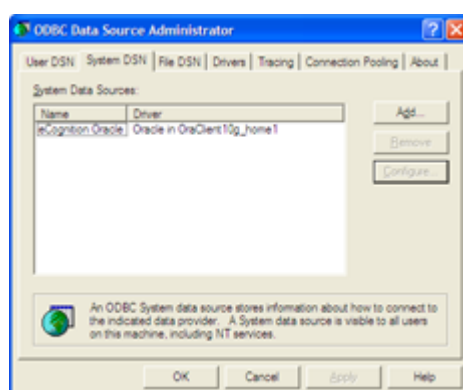 ODBC Data Source Administrator
User DSN System DSN File DSN Drivers Tracing Connection Pooling About
System Data Sources:
Name Driver
eCognition Oracle Oracle in OraClient10g_home1
Add...
Remove
Configure...
An ODBC System data source stores information about how to connect to
the indicated data provider. A System data source is visible to all users
on this machine, including NT services.
OK Cancel Apply Help